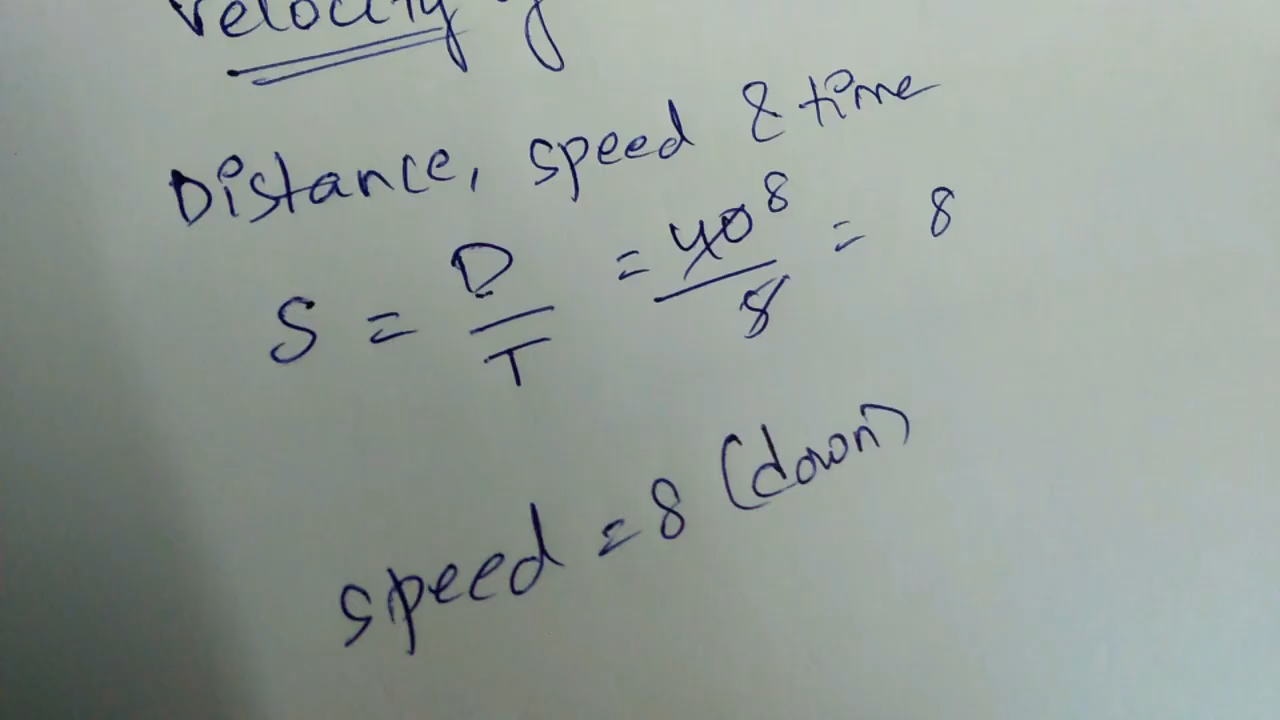 Velocity
Distance, speed & time
S = D/T = 40 8/8 = 8
speed = 8 (down)